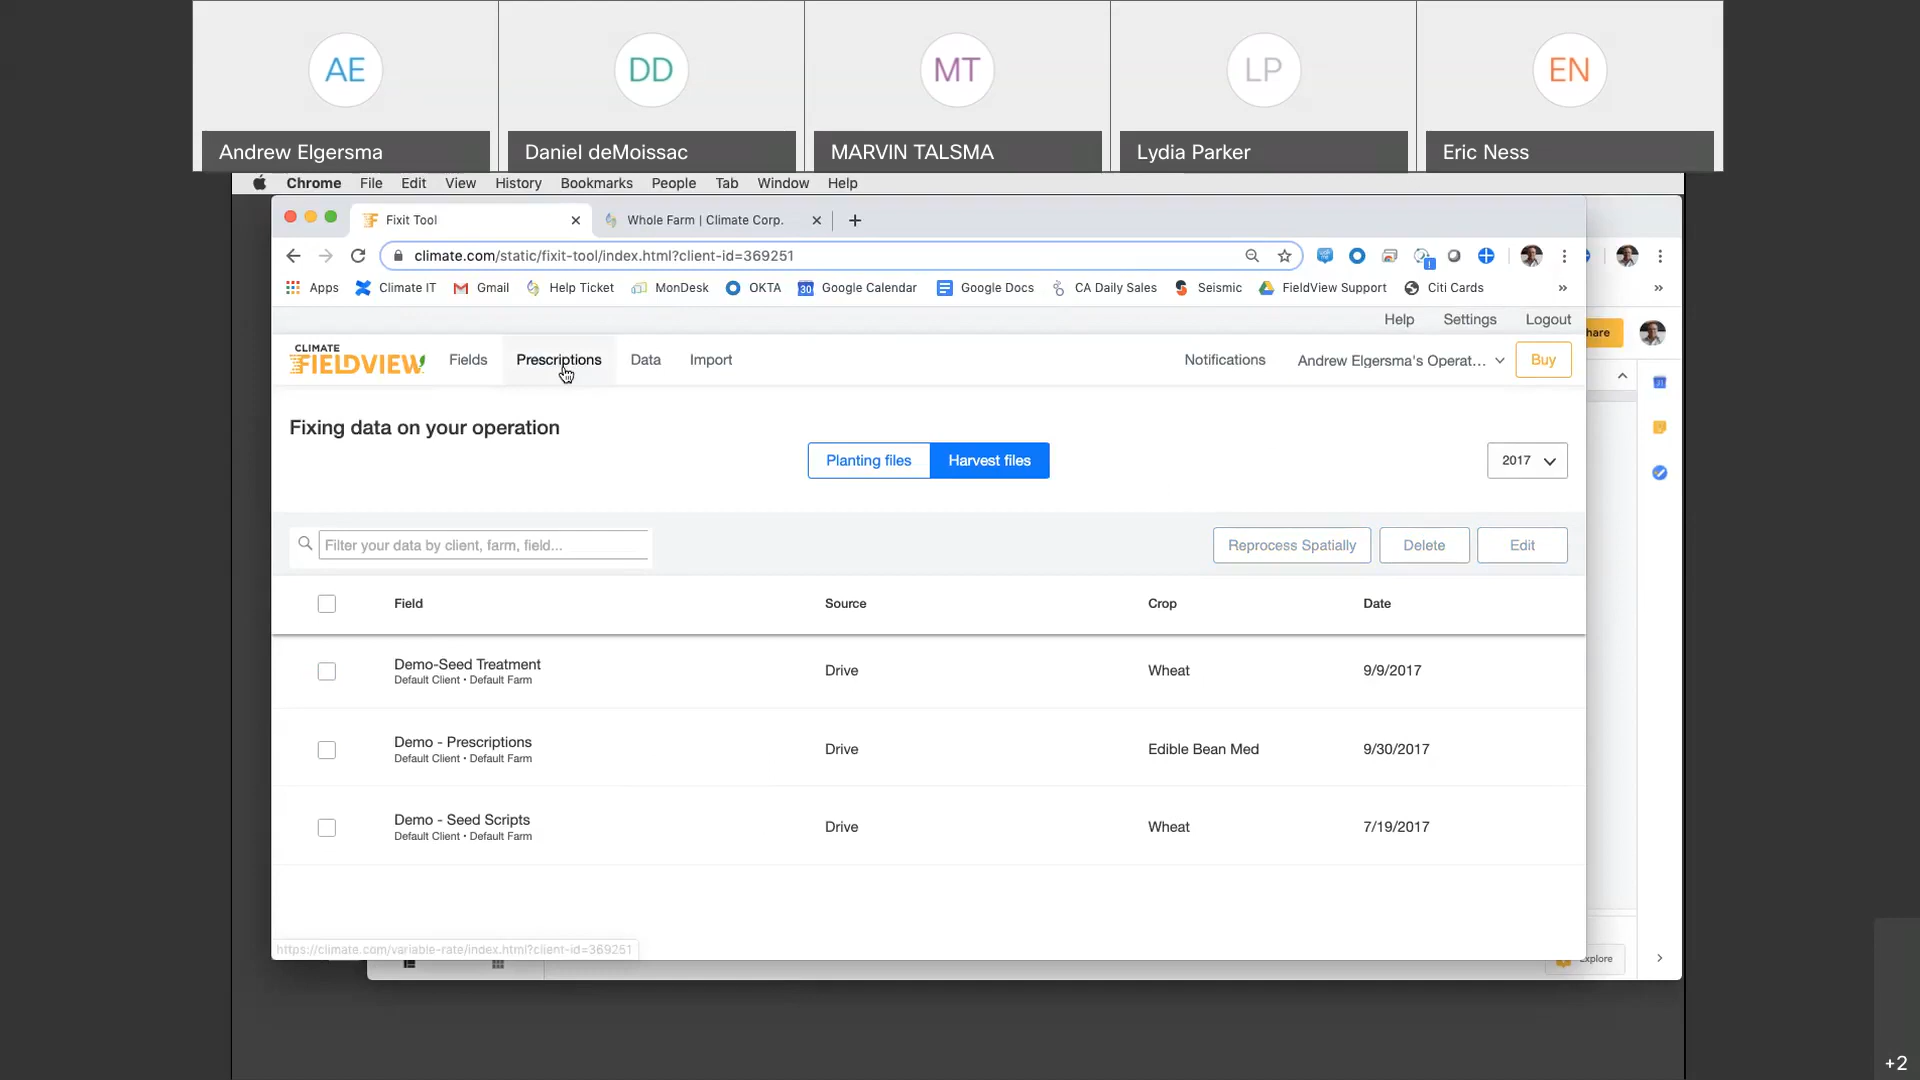 AE
DD
MT
LP
EN
Andrew Elgersma
Daniel deMoissac
MARVIN TALSMA
Lydia Parker
Eric Ness
Chrome File Edit View History Bookmarks People Tab Window Help
Fixit Tool
Whole Farm | Climate Corp.
climate.com/static/fixit-tool/index.html?client-id=369251
Apps Climate IT Gmail Help Ticket MonDesk OKTA 30 Google Calendar Google Docs CA Daily Sales Seismic FieldView Support Citi Cards » »
Help Settings Logout
CLIMATE
FIELDVIEW
Fields Prescriptions Data Import Notifications Andrew Elgersma's Operat... Buy
Fixing data on your operation
Planting files Harvest files 2017
Filter your data by client, farm, field...
Reprocess Spatially Delete Edit
Field Source Crop Date
Demo-Seed Treatment Drive Wheat 9/9/2017
Default Client • Default Farm
Demo - Prescriptions Drive Edible Bean Med 9/30/2017
Default Client • Default Farm
Demo - Seed Scripts Drive Wheat 7/19/2017
Default Client • Default Farm
https://climate.com/variable-rate/index.html?client-id=369251
+2